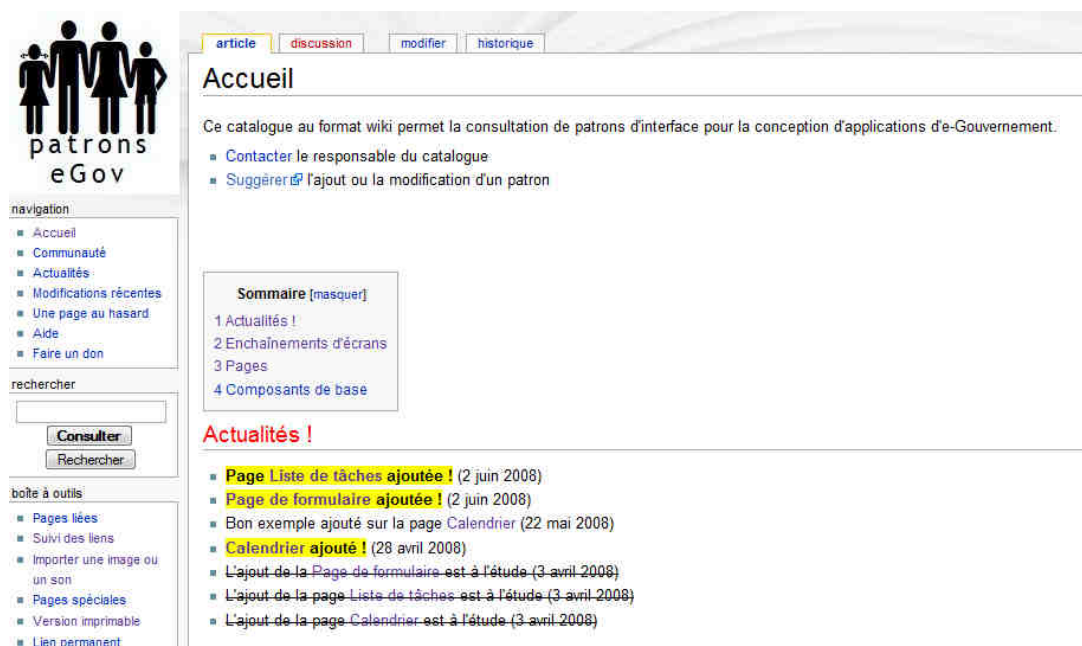 patrons
eGov
navigation
Accueil
Communauté
Actualités
Modifications récentes
Une page au hasard
Aide
Faire un don
rechercher
Consulter
Rechercher
boîte à outils
Pages liées
Suivi des liens
Importer une image ou
un son
Pages spéciales
Version imprimable
Lien permanent
article discussion modifier historique
Accueil
Ce catalogue au format wiki permet la consultation de patrons d'interface pour la conception d'applications d'e-Gouvernement.
Contacter le responsable du catalogue
Suggérer l'ajout ou la modification d'un patron
Sommaire [masquer]
1 Actualités !
2 Enchaînements d'écrans
3 Pages
4 Composants de base
Actualités !
Page Liste de tâches ajoutée ! (2 juin 2008)
Page de formulaire ajoutée ! (2 juin 2008)
Bon exemple ajouté sur la page Calendrier (22 mai 2008)
Calendrier ajouté ! (28 avril 2008)
L'ajout de la Page de formulaire est à l'étude (3 avril 2008)
L'ajout de la page Liste de tâches est à l'étude (3 avril 2008)
L'ajout de la page Calendrier est à l'étude (3 avril 2008)